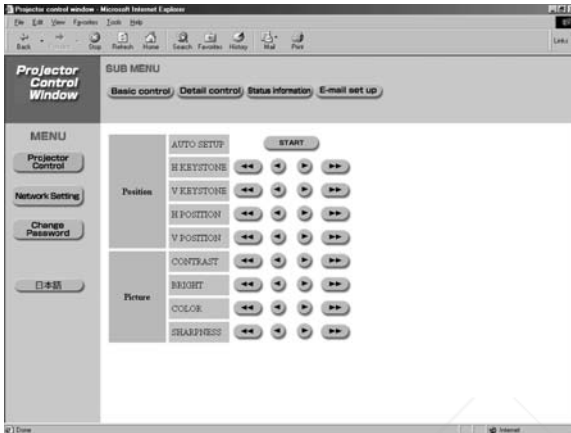 Projector control window - Microsoft Internet Explorer
File Edit View Favorites Tools Help
Back Stop Refresh Home Search Favorites History Mail Print
Links
Projector
Control
Window
SUB MENU
Basic control Detail control Status information E-mail set up
MENU
Projector
Control
Network Setting
Change
Password
日本語
Position
AUTO SETUP START
H.KEYSTONE
V.KEYSTONE
H.POSITION
V.POSITION
Picture
CONTRAST
BRIGHT
COLOR
SHARPNESS
Done
Internet